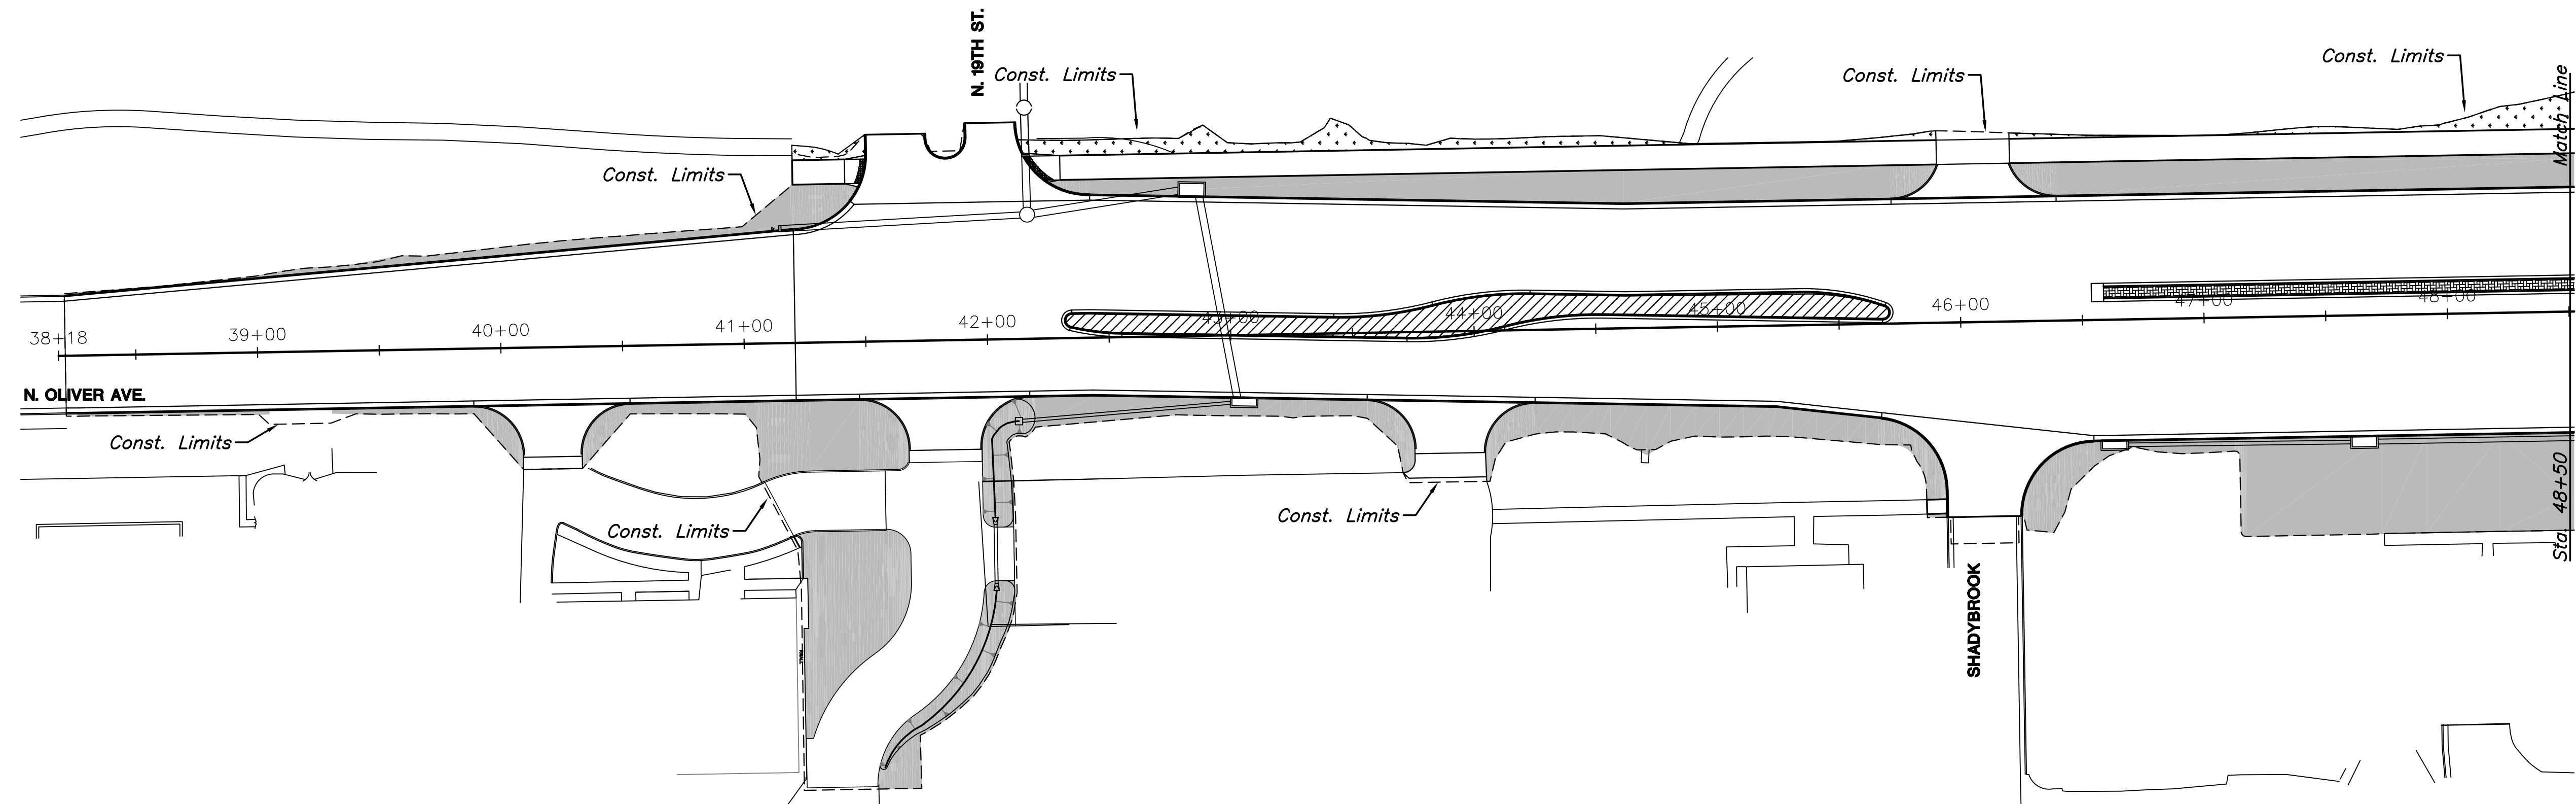 N. 19TH ST.
Const. Limits
Const. Limits
Const. Limits
Const. Limits
Match Line
38+18
39+00
40+00
41+00
42+00
43+00
44+00
45+00
46+00
47+00
48+00
N. OLIVER AVE.
Const. Limits
Const. Limits
Const. Limits
Sta. 48+50
SHADYBROOK